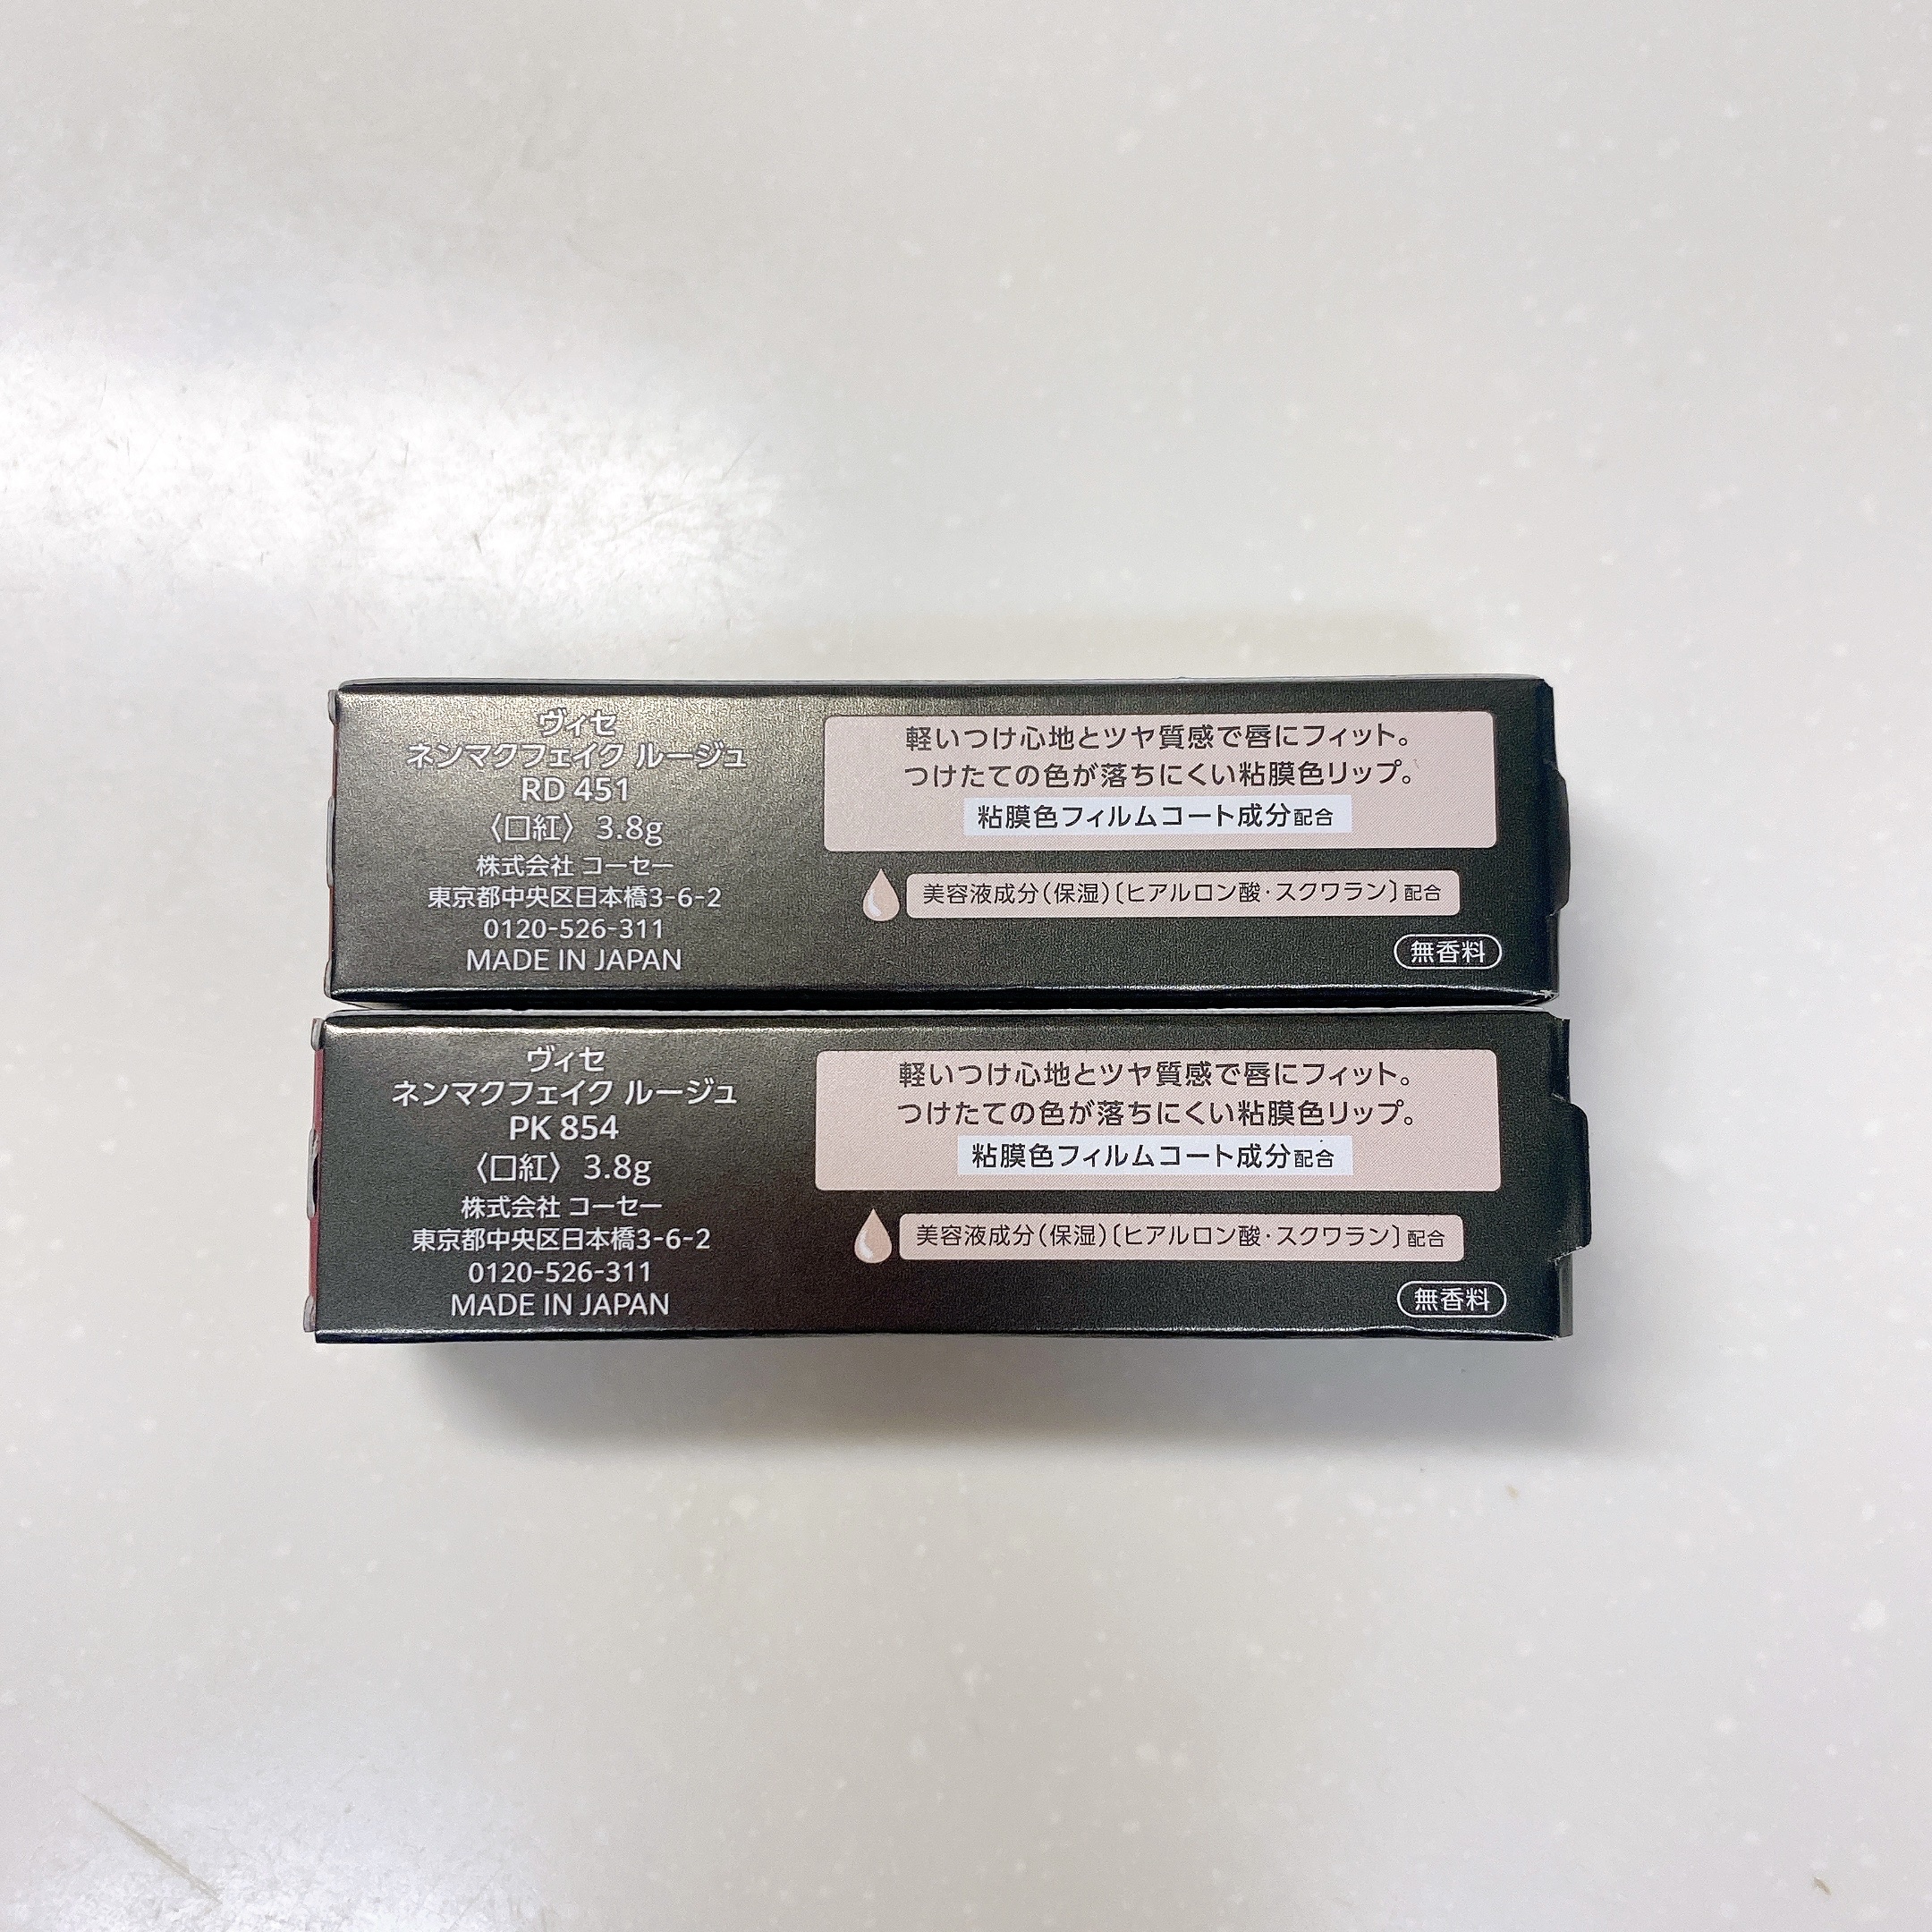 ヴィセ
ネンマクフェイク ルージュ
RD 451
〈口紅〉 3.8g
株式会社 コーセー
東京都中央区日本橋3-6-2
0120-526-311
MADE IN JAPAN
軽いつけ心地とツヤ質感で唇にフィット。
つけたての色が落ちにくい粘膜色リップ。
粘膜色フィルムコート成分配合
美容液成分(保湿)〔ヒアルロン酸・スクワラン〕配合
無香料
ヴィセ
ネンマクフェイク ルージュ
PK 854
〈口紅〉 3.8g
株式会社 コーセー
東京都中央区日本橋3-6-2
0120-526-311
MADE IN JAPAN
軽いつけ心地とツヤ質感で唇にフィット。
つけたての色が落ちにくい粘膜色リップ。
粘膜色フィルムコート成分配合
美容液成分(保湿)〔ヒアルロン酸・スクワラン〕配合
無香料